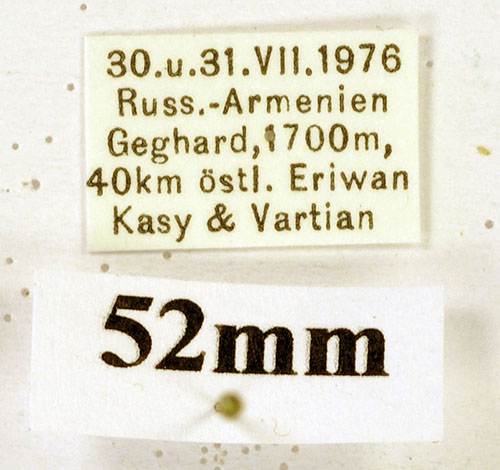 30.u.31.VII.1976
Russ.-Armenien
Geghard, 1700m,
40km östl. Eriwan
Kasy & Vartian
52mm